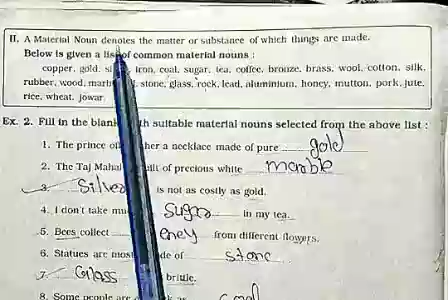 II. A Material Noun denotes the matter or substance of which things are made.
Below is given a list of common material nouns :
copper, gold, iron, coal, sugar, tea, coffee, bronze, brass, wool, cotton, silk,
rubber, wood, stone, glass, rock, lead, aluminium, honey, mutton, pork, jute,
rice, wheat, jowar
Ex. 2. Fill in the blank suitable material nouns selected from the above list :
1. The prince her a necklace made of pure gold
2. The Taj Mahal of precious white marble
3. Silver is not as costly as gold.
4. I don't take sugar in my tea.
5. Bees collect from different flowers.
6. Statues are made of stone
7. Glass brittle.
8. Some people are